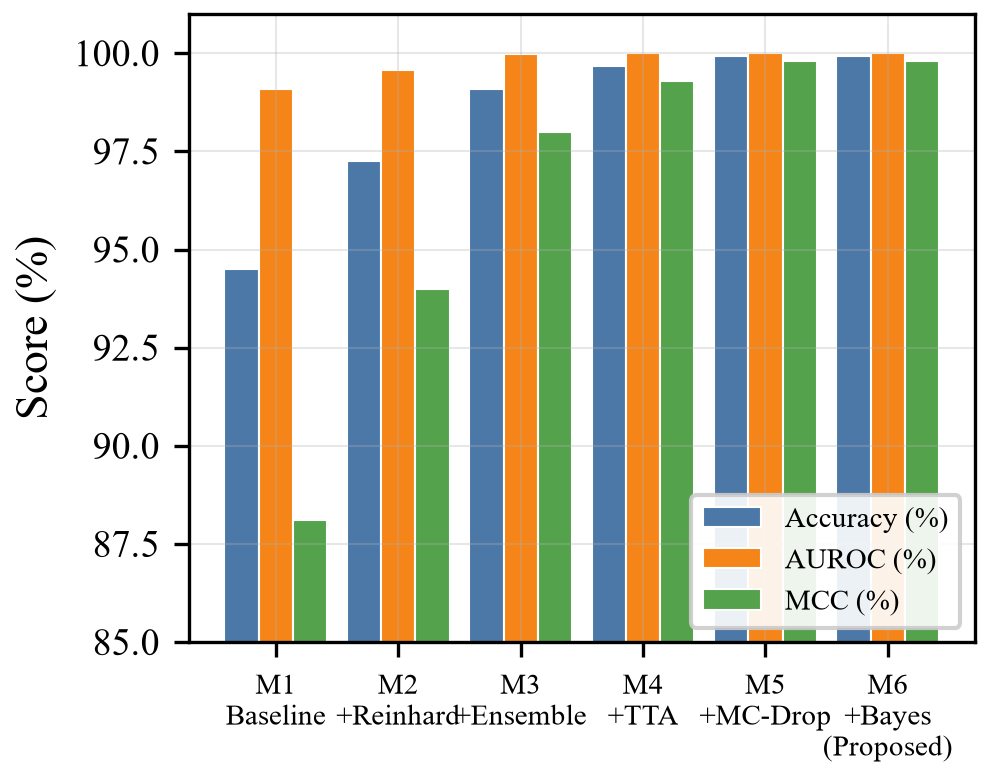 Score (%)
100.0
97.5
95.0
92.5
90.0
87.5
85.0
Accuracy (%)
AUROC (%)
MCC (%)
M1
Baseline
M2
+Reinhard
M3
+Ensemble
M4
+TTA
M5
+MC-Drop
M6
+Bayes
(Proposed)